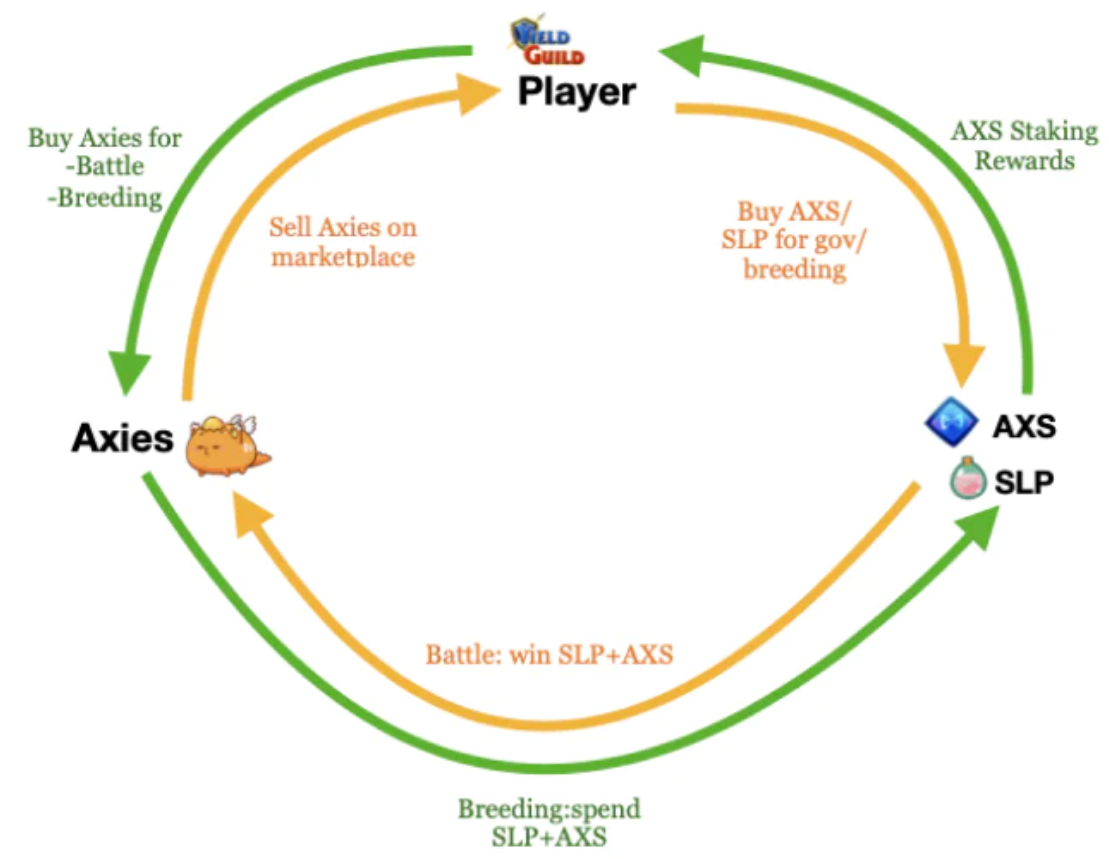 YIELD
GUILD
Player
Buy Axies for
-Battle
-Breeding
Sell Axies on
marketplace
Buy AXS/
SLP for gov/
breeding
AXS Staking
Rewards
Axies
AXS
SLP
Battle: win SLP+AXS
Breeding:spend
SLP+AXS